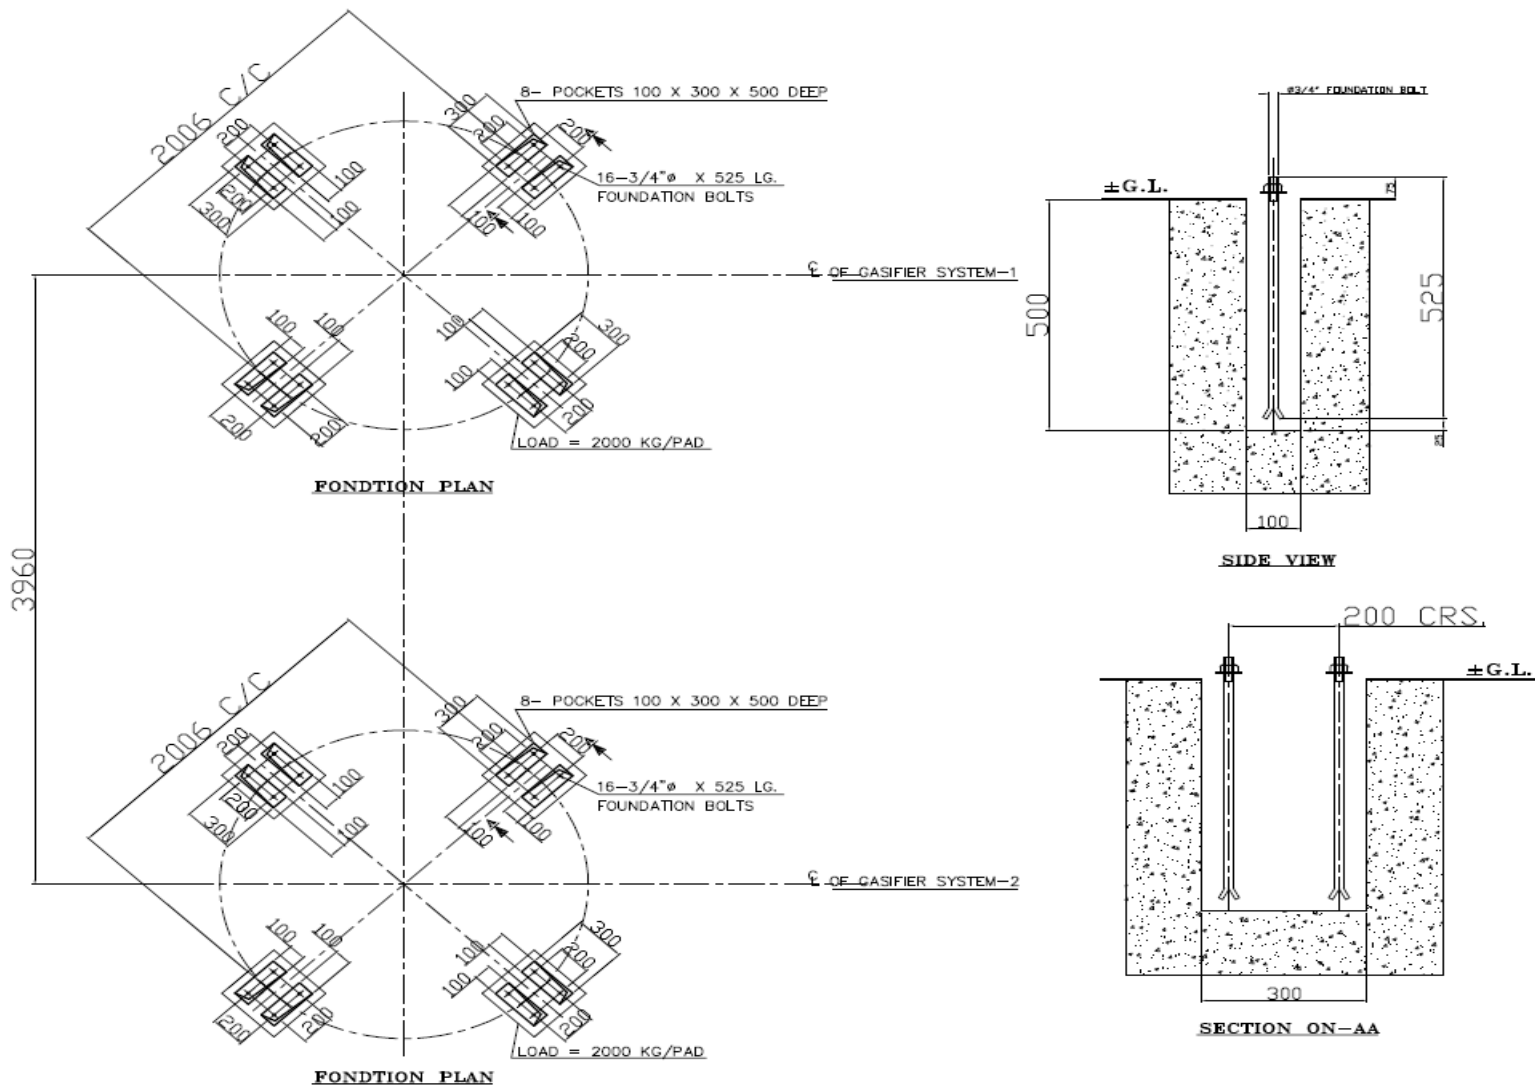 2006 C/C
8- POCKETS 100 X 300 X 500 DEEP
300
200
200
A
200
100
16-3/4"ø X 525 LG.
FOUNDATION BOLTS
200
300
100
100
A
100
℄ OF GASIFIER SYSTEM-1
100
100
100
300
200
100
200
200
200
LOAD = 2000 KG/PAD
FONDTION PLAN
3960
2006 C/C
8- POCKETS 100 X 300 X 500 DEEP
300
200
200
A
200
100
16-3/4"ø X 525 LG.
FOUNDATION BOLTS
200
300
100
100
A
100
℄ OF GASIFIER SYSTEM-2
100
100
100
300
200
100
200
200
200
LOAD = 2000 KG/PAD
FONDTION PLAN
ø3/4" FOUNDATION BOLT
±G.L.
75
500
525
25
100
SIDE VIEW
200 CRS.
±G.L.
300
SECTION ON-AA